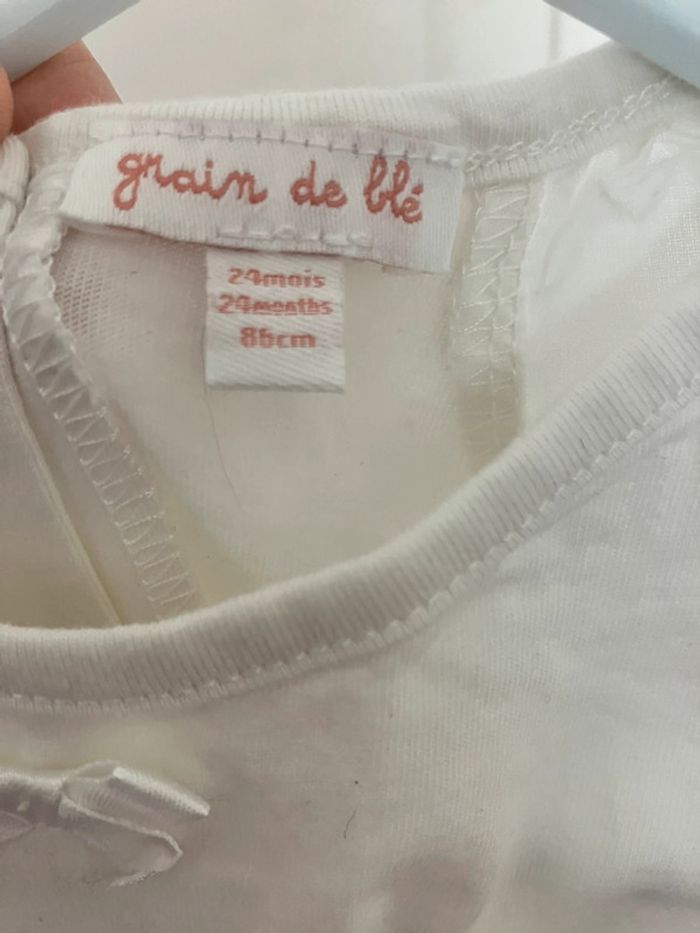 grain de blé
24mois
24months
86cm